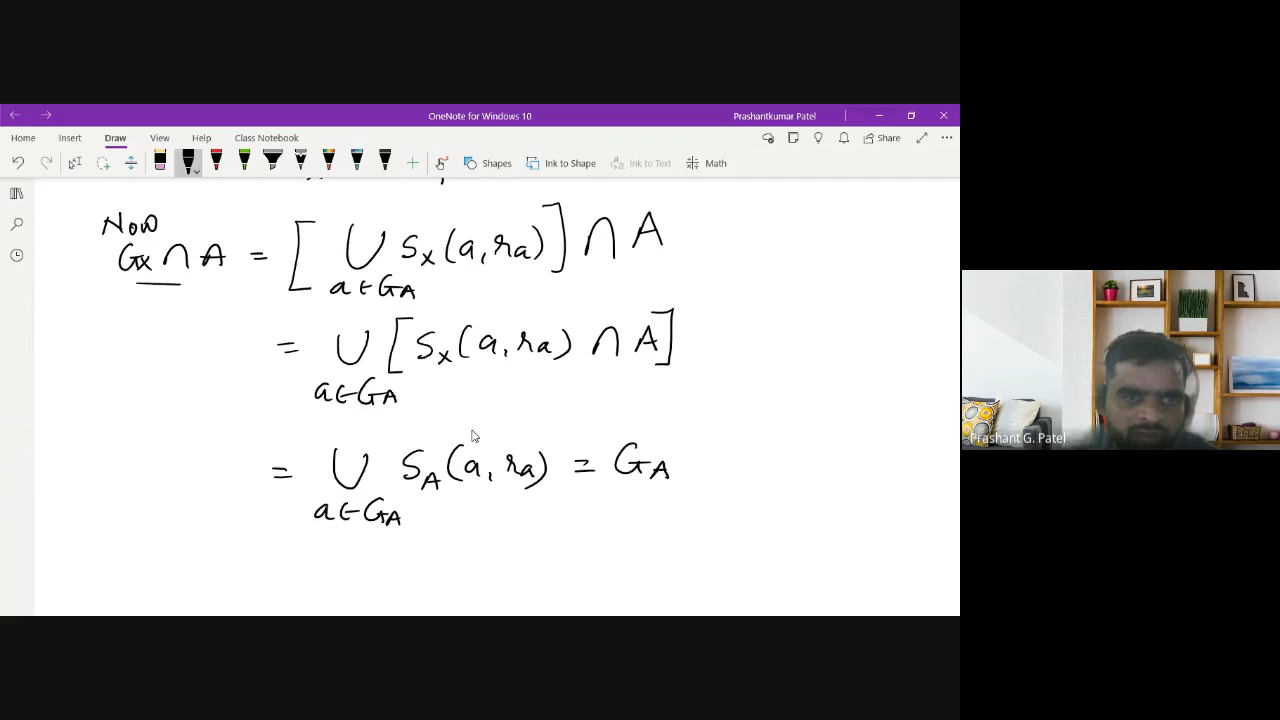 OneNote for Windows 10
Prashantkumar Patel
Home Insert Draw View Help Class Notebook
Share
Shapes Ink to Shape Ink to Text Math
Now
Gx ∩ A = [ ∪ Sx(a, ra) ] ∩ A
a ∈ GA
= ∪ [ Sx(a, ra) ∩ A ]
a ∈ GA
= ∪ SA(a, ra) = GA
a ∈ GA
Prashant G. Patel